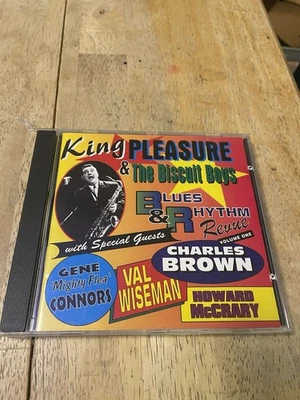 King PLEASURE
& The Biscuit Boys
BLUES
& RHYTHM
Revue
VOLUME ONE
with Special Guests
CHARLES
BROWN
GENE
'Mighty Flea'
CONNORS
VAL
WISEMAN
HOWARD
McCRARY